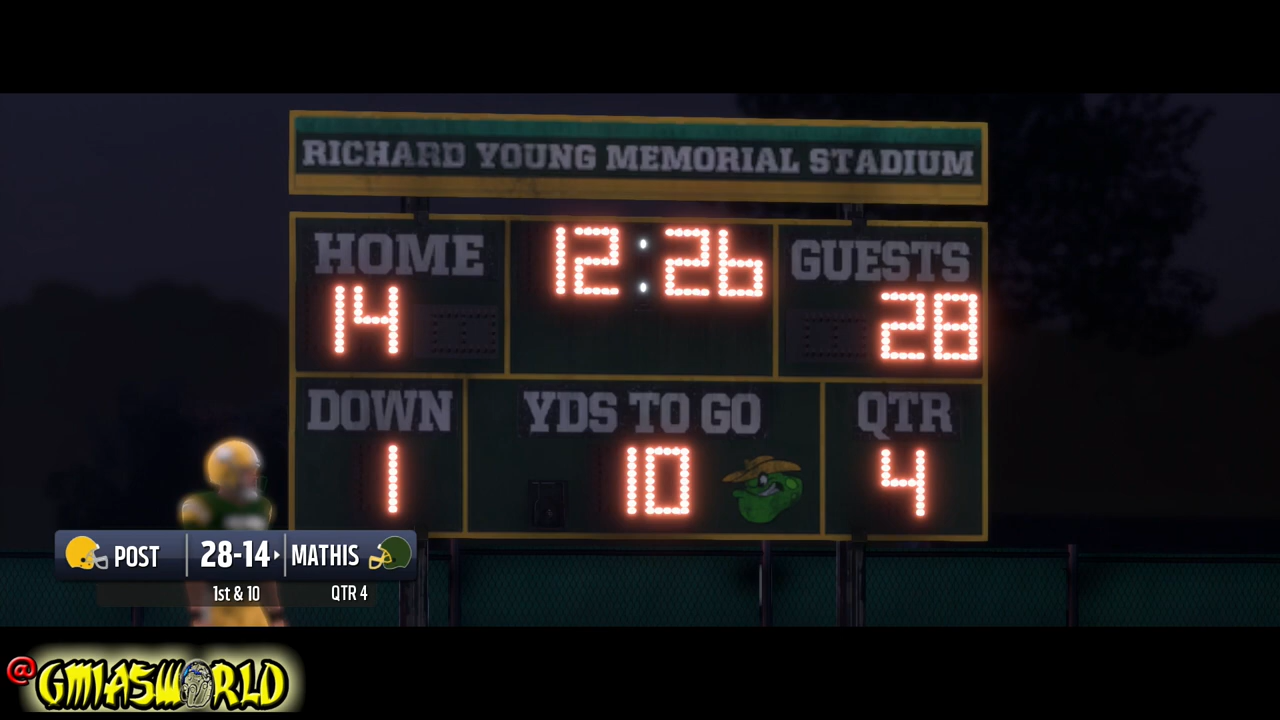 RICHARD YOUNG MEMORIAL STADIUM
HOME
12:26
GUESTS
14
28
DOWN
YDS TO GO
QTR
1
10
4
POST
28-14
MATHIS
1st & 10
QTR 4
@GMIASWORLD